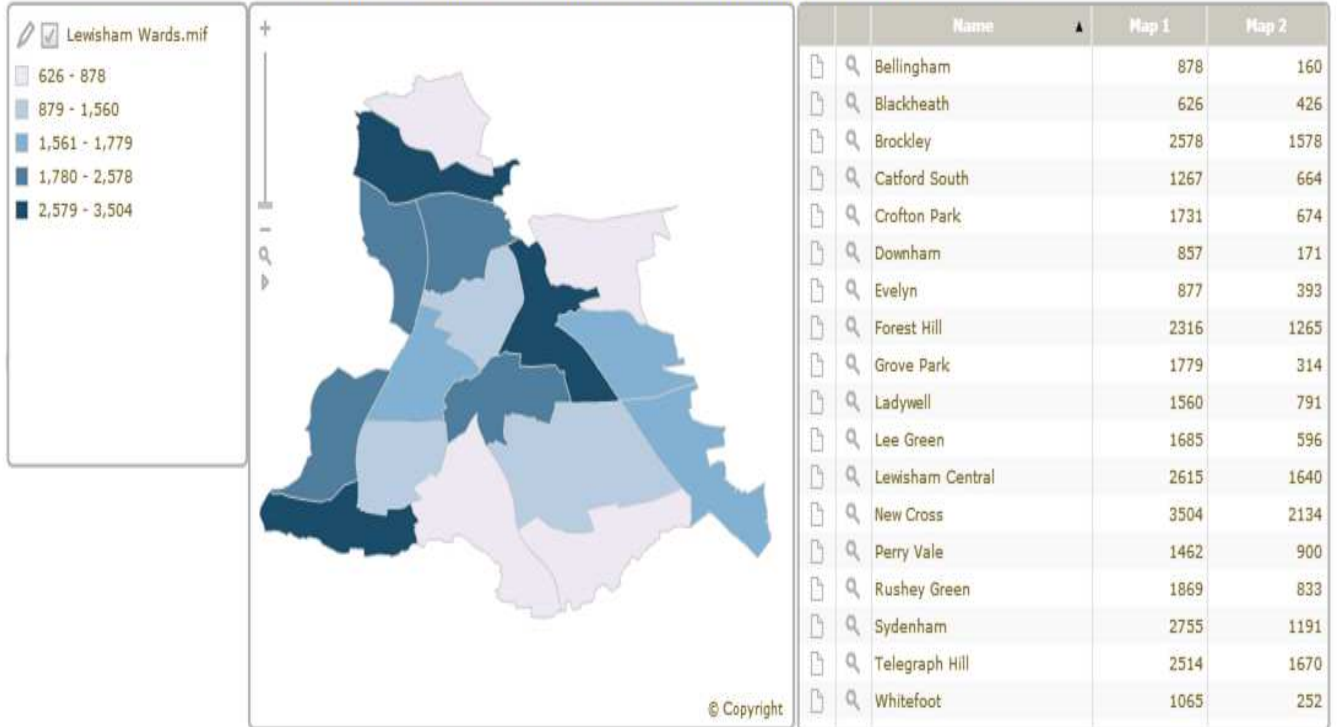 Lewisham Wards.mif
626 - 878
879 - 1,560
1,561 - 1,779
1,780 - 2,578
2,579 - 3,504
© Copyright
Name Map 1 Map 2
Bellingham 878 160
Blackheath 626 426
Brockley 2578 1578
Catford South 1267 664
Crofton Park 1731 674
Downham 857 171
Evelyn 877 393
Forest Hill 2316 1265
Grove Park 1779 314
Ladywell 1560 791
Lee Green 1685 596
Lewisham Central 2615 1640
New Cross 3504 2134
Perry Vale 1462 900
Rushey Green 1869 833
Sydenham 2755 1191
Telegraph Hill 2514 1670
Whitefoot 1065 252